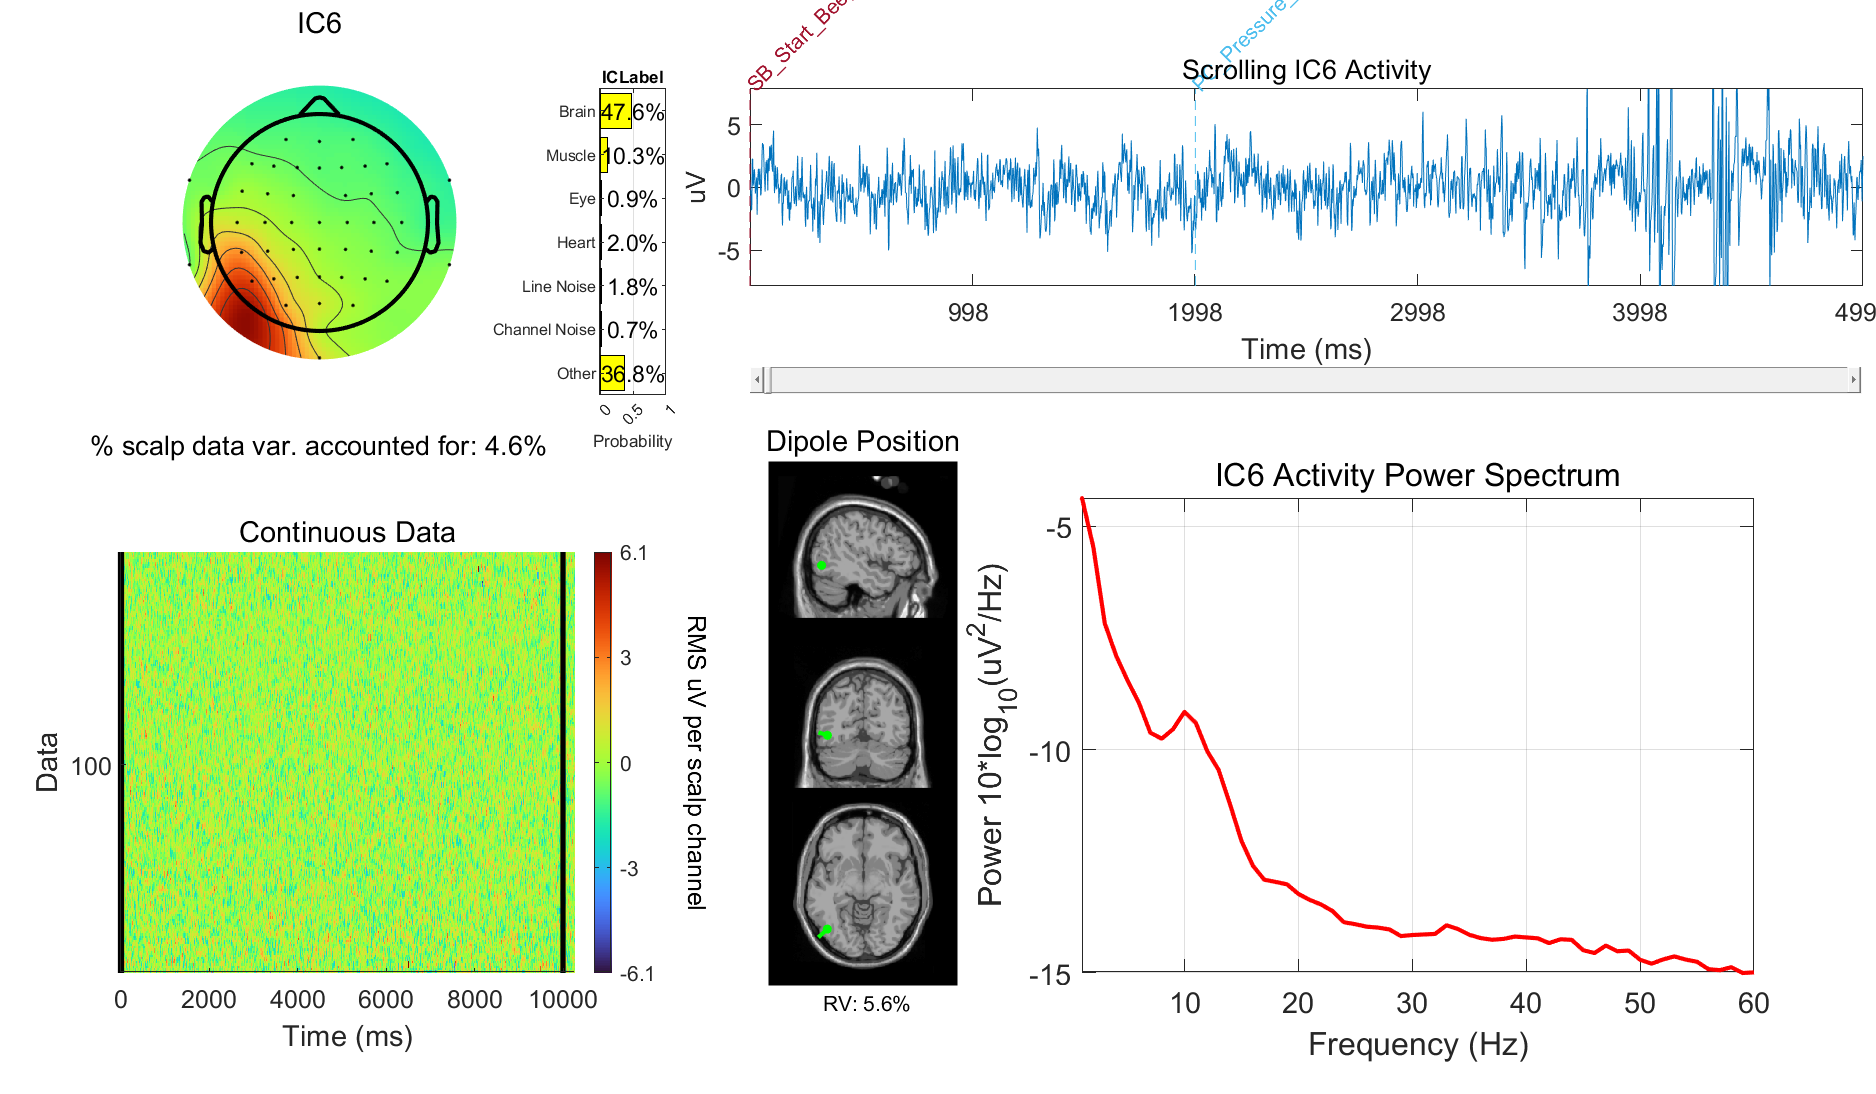 IC6
ICLabel
Brain 47.6%
Muscle 10.3%
Eye 0.9%
Heart 2.0%
Line Noise 1.8%
Channel Noise 0.7%
Other 36.8%
0 0.5 1
Probability
% scalp data var. accounted for: 4.6%
SB_Start_Bee
Pressure_
Scrolling IC6 Activity
uV
5
0
-5
998 1998 2998 3998 499
Time (ms)
Continuous Data
Data
100
0 2000 4000 6000 8000 10000
Time (ms)
6.1
3
0
-3
-6.1
RMS uV per scalp channel
Dipole Position
RV: 5.6%
IC6 Activity Power Spectrum
Power 10*log10(uV2/Hz)
-5
-10
-15
10 20 30 40 50 60
Frequency (Hz)